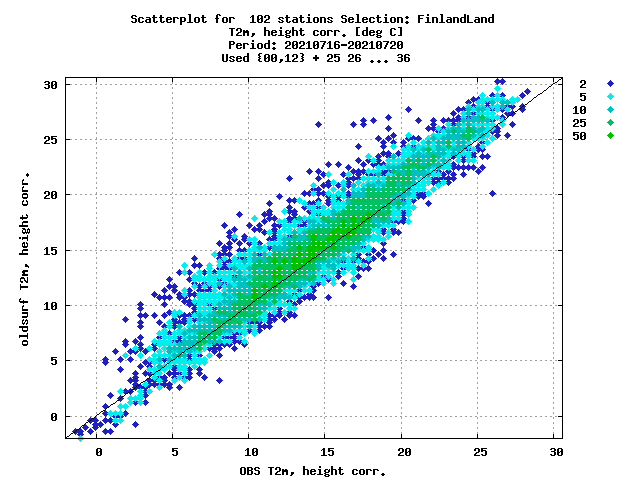 Scatterplot for  102 stations Selection: FinlandLand
T2m, height corr. [deg C]
Period: 20210716-20210720
Used {00,12} + 25 26 ... 36
30
25
20
15
10
5
0
oldsurf T2m, height corr.
0 5 10 15 20 25 30
OBS T2m, height corr.
2
5
10
25
50